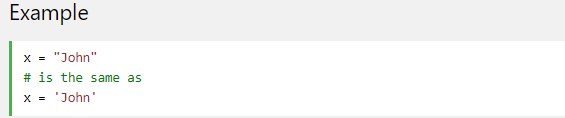 Example
x = "John"
# is the same as
x = 'John'